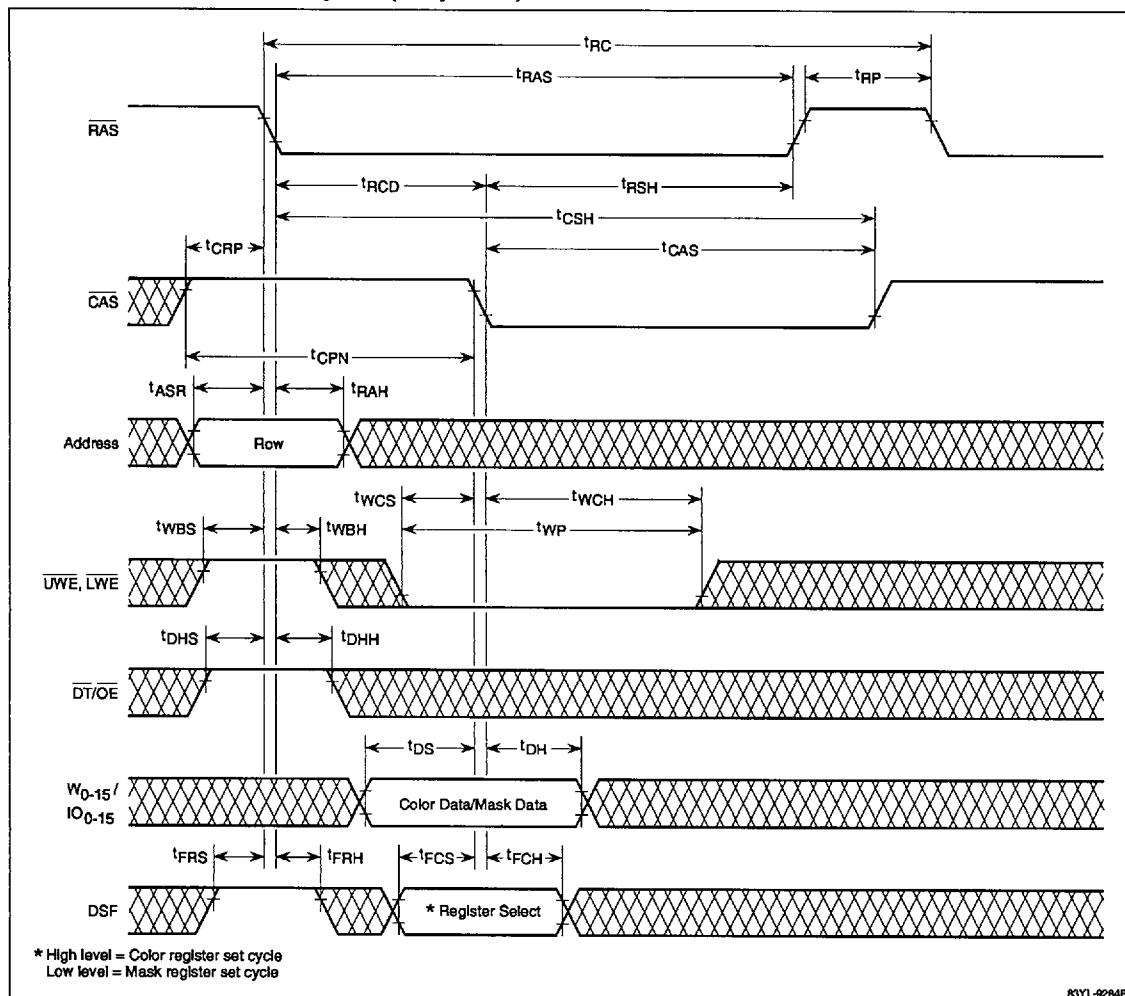 tRC
tRAS
tRP
RAS
tRCD
tRSH
tCSH
tCRP
tCAS
CAS
tCPN
tASR
tRAH
Address
Row
tWCS
tWCH
tWBS
tWBH
tWP
UWE, LWE
tDHS
tDHH
DT/OE
tDS
tDH
W0-15 /
IO0-15
Color Data/Mask Data
tFRS
tFRH
tFCS
tFCH
DSF
* Register Select
* High level = Color register set cycle
Low level = Mask register set cycle